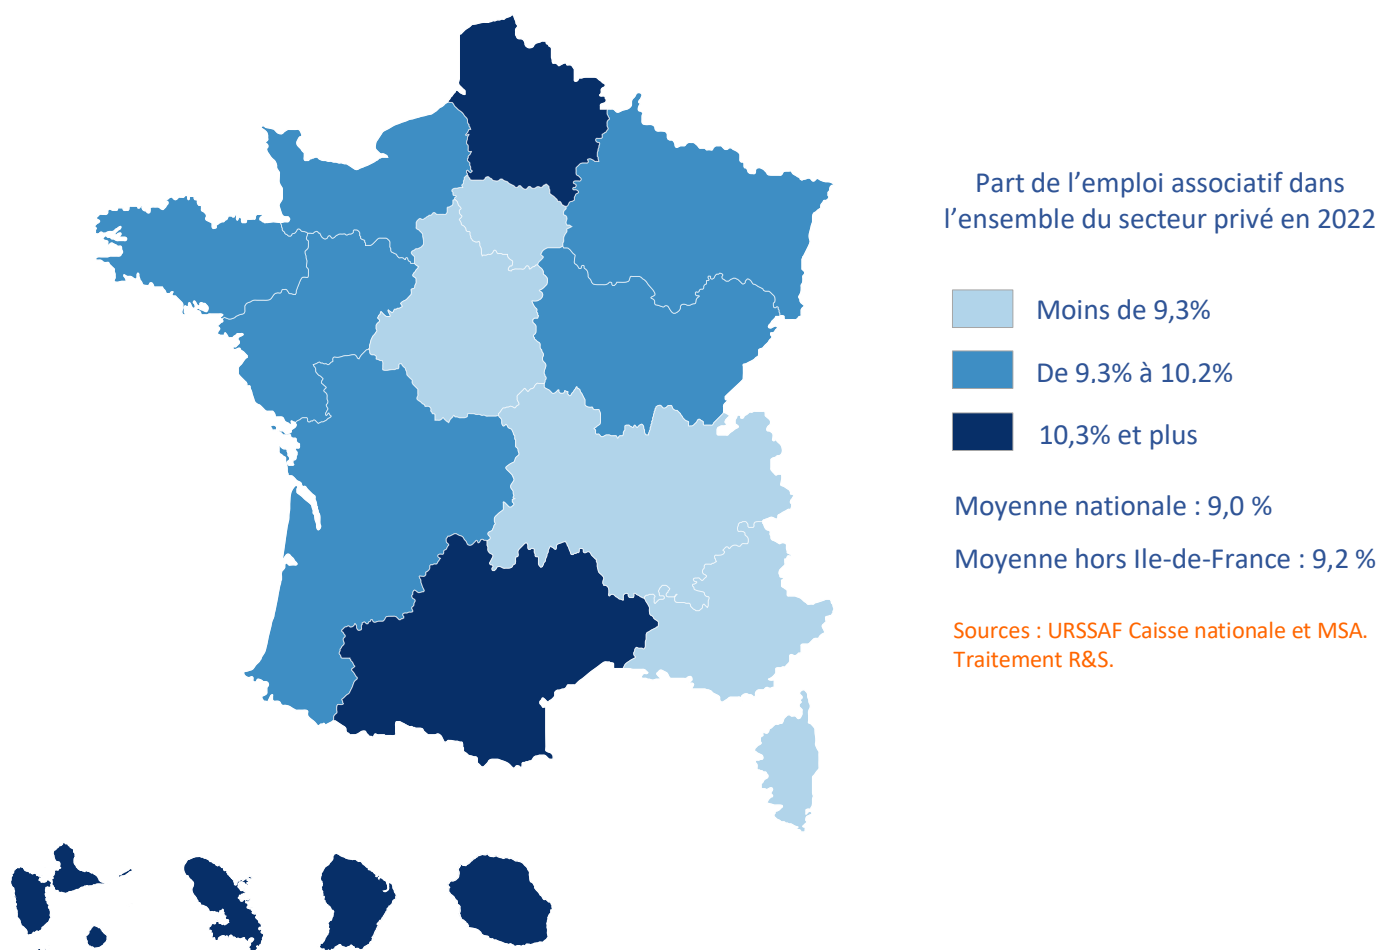 Part de l’emploi associatif dans
l’ensemble du secteur privé en 2022
Moins de 9,3%
De 9,3% à 10,2%
10,3% et plus
Moyenne nationale : 9,0 %
Moyenne hors Ile-de-France : 9,2 %
Sources : URSSAF Caisse nationale et MSA.
Traitement R&S.